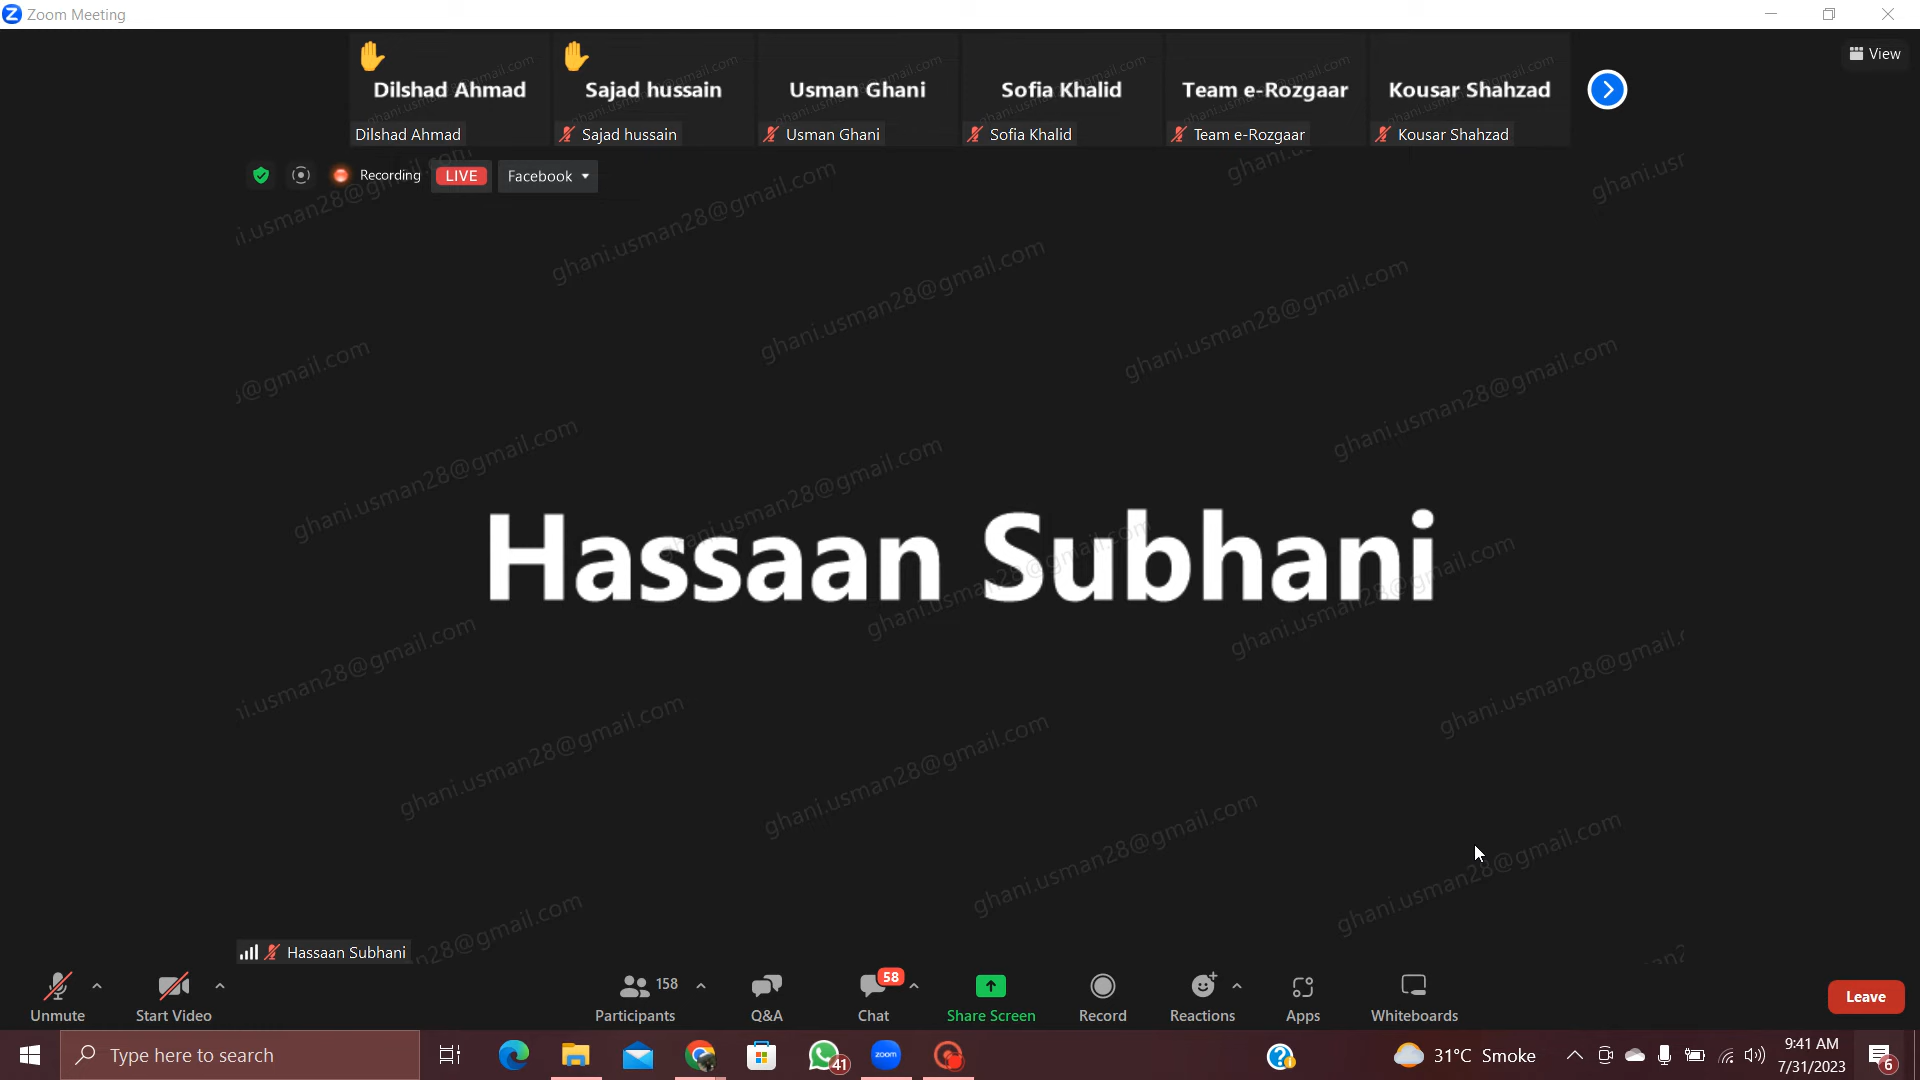 Zoom Meeting
View
Dilshad Ahmad
Sajad hussain
Usman Ghani
Sofia Khalid
Team e-Rozgaar
Kousar Shahzad
Dilshad Ahmad
Sajad hussain
Usman Ghani
Sofia Khalid
Team e-Rozgaar
Kousar Shahzad
Recording
LIVE
Facebook
ghani.usman28@gmail.com
Hassaan Subhani
Hassaan Subhani
Unmute
Start Video
158
Participants
Q&A
58
Chat
Share Screen
Record
Reactions
Apps
Whiteboards
Leave
Type here to search
zoom
41
31°C Smoke
9:41 AM
7/31/2023
6